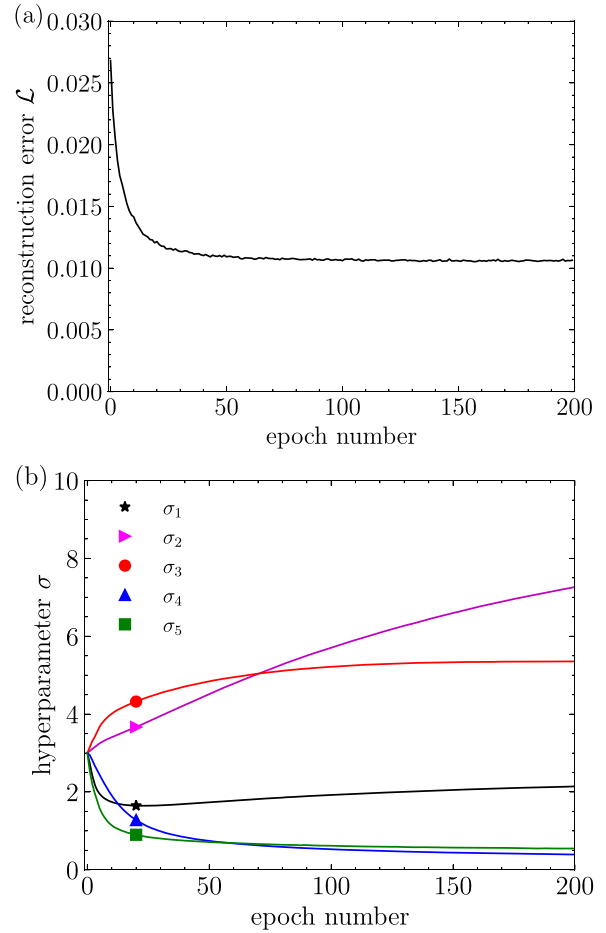 (a)
reconstruction error ℒ
0.030
0.025
0.020
0.015
0.010
0.005
0.000
0 50 100 150 200
epoch number
(b)
hyperparameter σ
10
8
6
4
2
0
σ1
σ2
σ3
σ4
σ5
0 50 100 150 200
epoch number